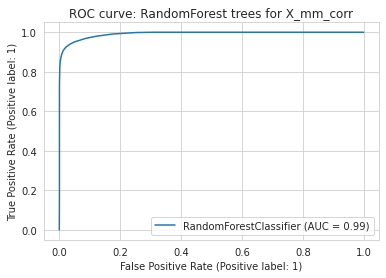 ROC curve: RandomForest trees for X_mm_corr
True Positive Rate (Positive label: 1)
1.0
0.8
0.6
0.4
0.2
0.0
RandomForestClassifier (AUC = 0.99)
0.0 0.2 0.4 0.6 0.8 1.0
False Positive Rate (Positive label: 1)